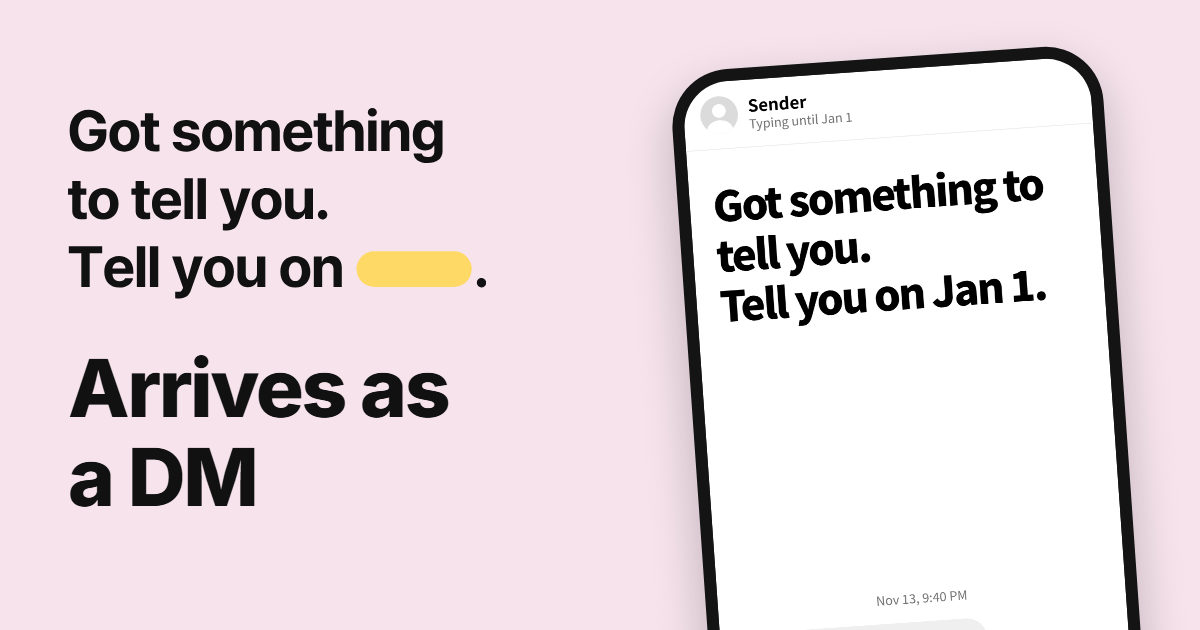 Got something
to tell you.
Tell you on .
Arrives as
a DM
Sender
Typing until Jan 1
Got something to
tell you.
Tell you on Jan 1.
Nov 13, 9:40 PM